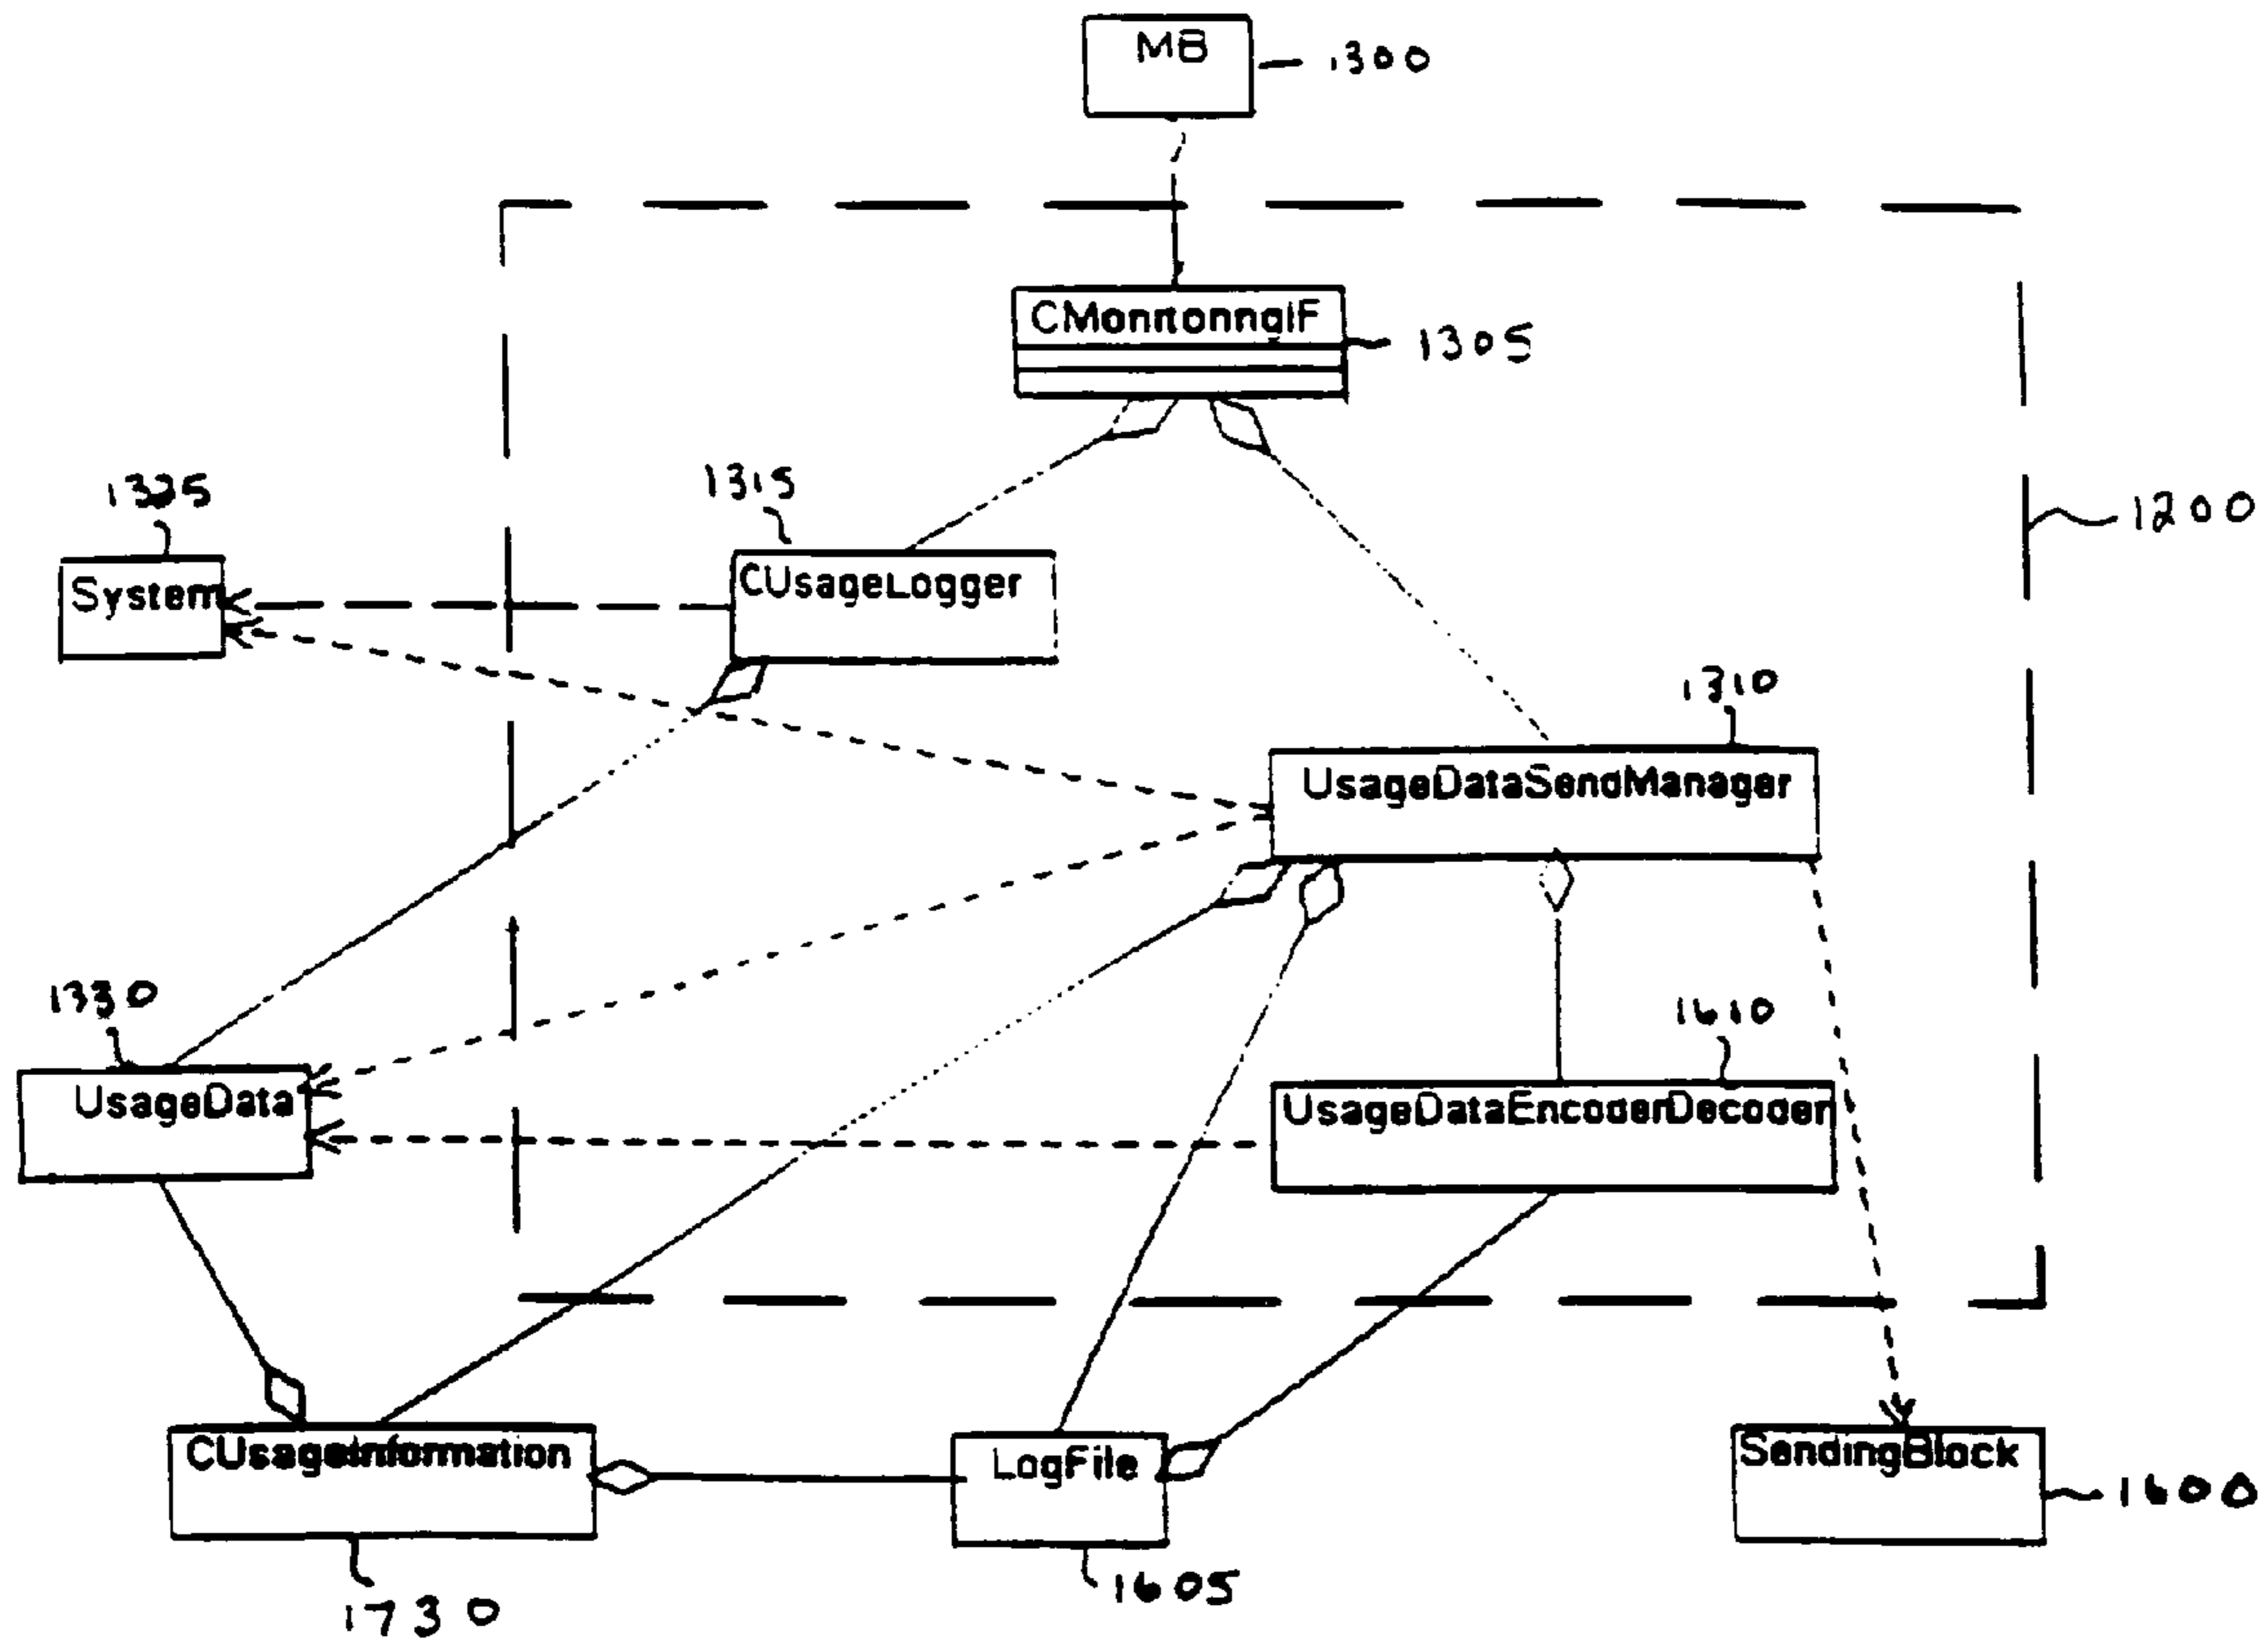 MB
1300
CMonitoringIF
1305
1325
1315
1200
System
CUsageLogger
1310
UsageDataSendManager
1330
1610
UsageData
UsageDataEncoderDecoder
CUsageInformation
LogFile
SendingBlock
1600
1605
1730